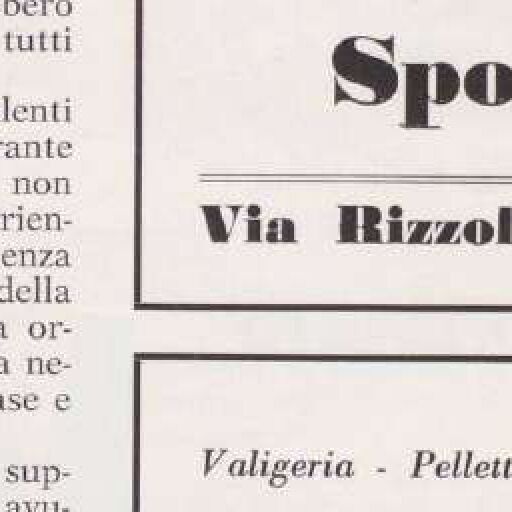 bero
tutti
lenti
rante
non
rien-
enza
della
a or-
a ne-
ase e
sup-
avu-
Spo
Via Rizzol
Valigeria - Pellett